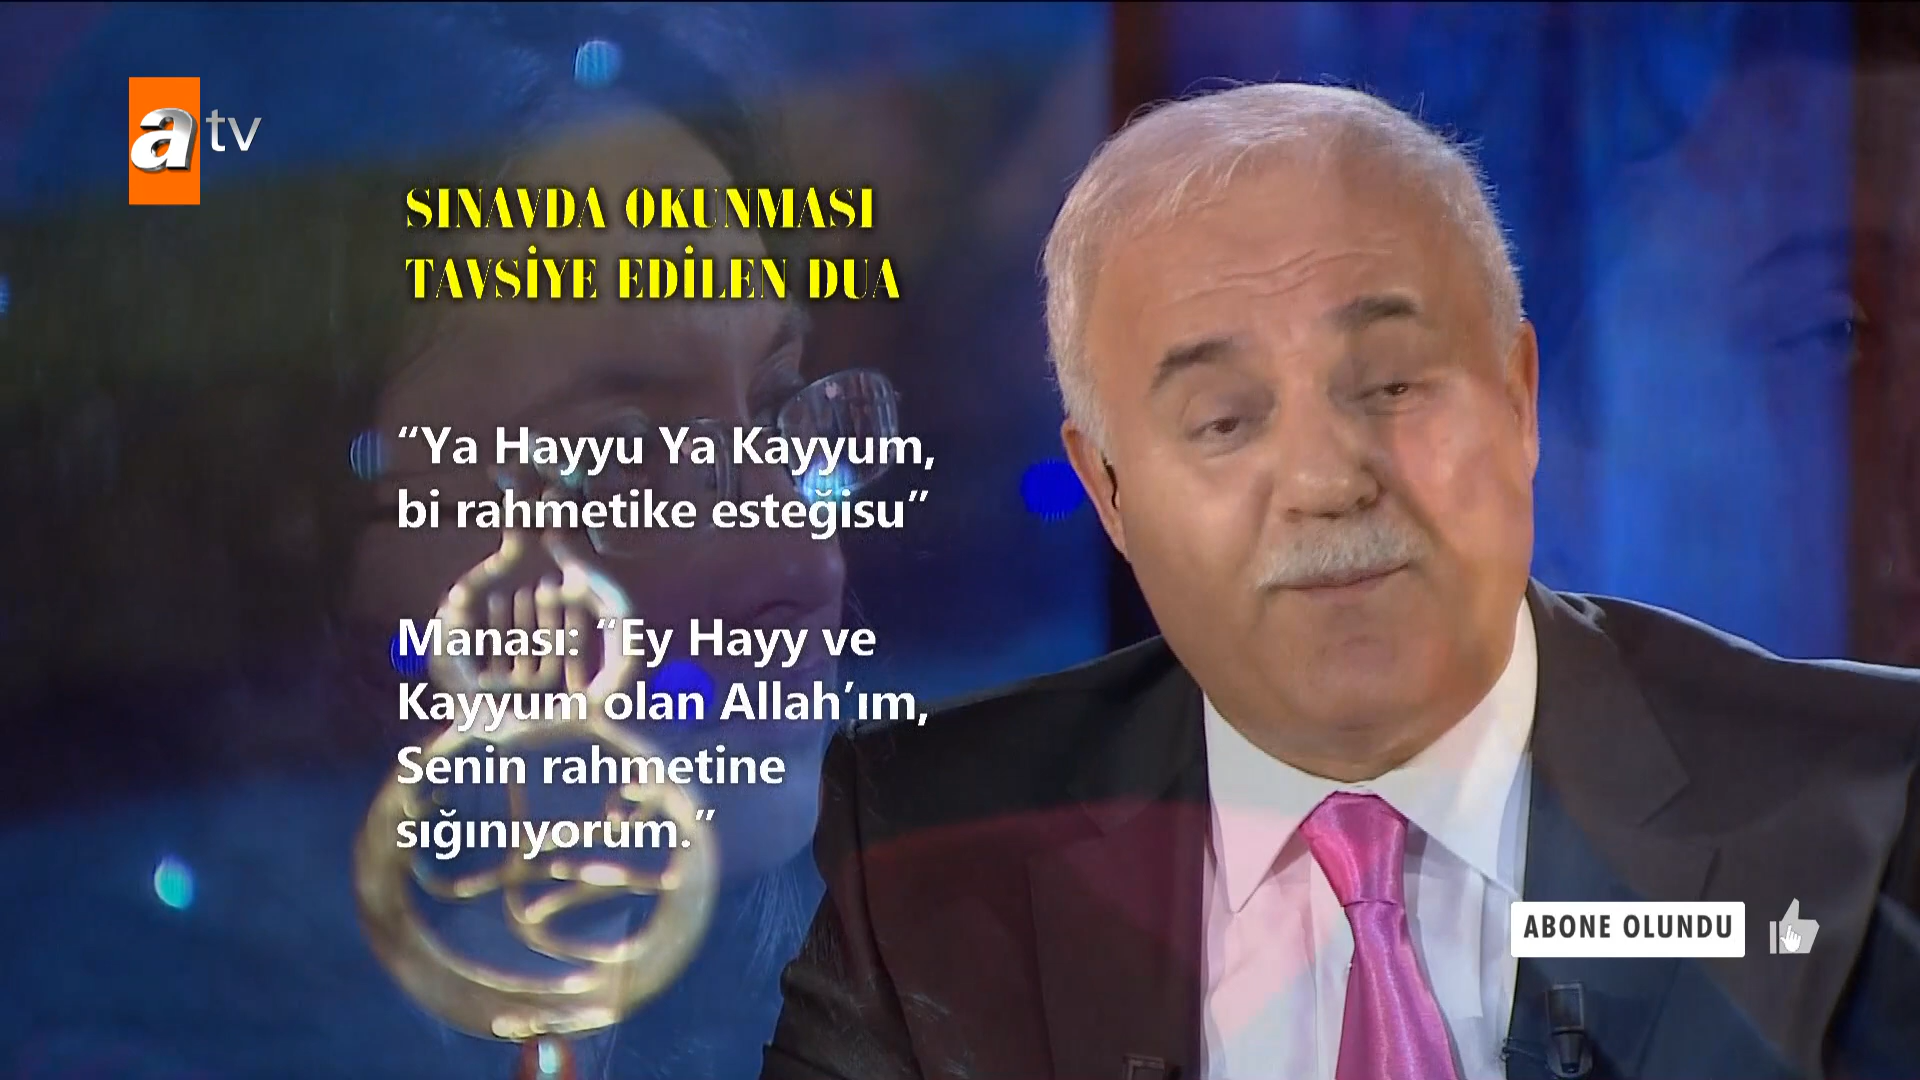 atv
SINAVDA OKUNMASI
TAVSİYE EDİLEN DUA
“Ya Hayyu Ya Kayyum,
bi rahmetike esteğisu”
Manası: “Ey Hayy ve
Kayyum olan Allah’ım,
Senin rahmetine
sığınıyorum.”
ABONE OLUNDU